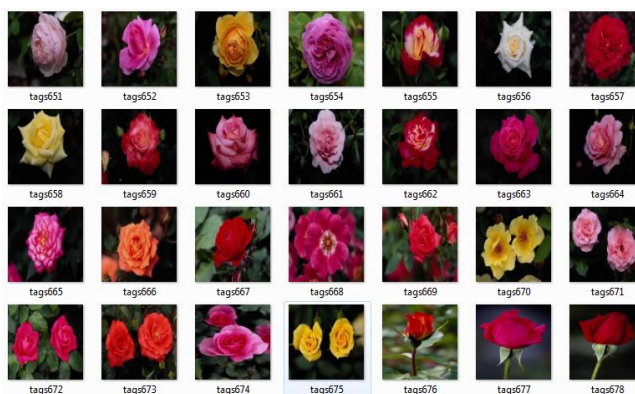 tags651 tags652 tags653 tags654 tags655 tags656 tags657
tags658 tags659 tags660 tags661 tags662 tags663 tags664
tags665 tags666 tags667 tags668 tags669 tags670 tags671
tags672 tags673 tags674 tags675 tags676 tags677 tags678